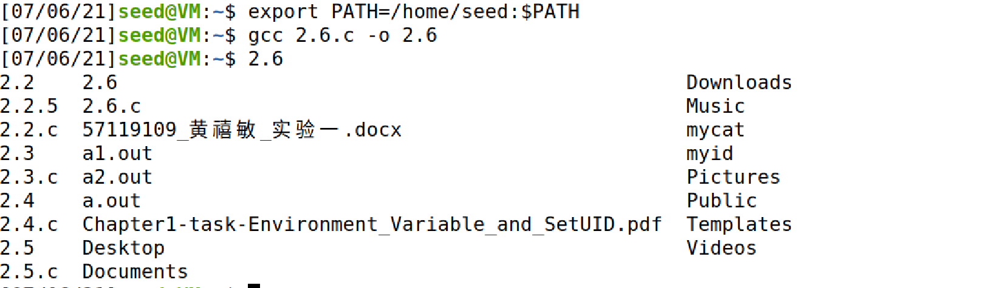 [07/06/21]seed@VM:~$ export PATH=/home/seed:$PATH
[07/06/21]seed@VM:~$ gcc 2.6.c -o 2.6
[07/06/21]seed@VM:~$ 2.6
2.2    2.6                                                Downloads
2.2.5  2.6.c                                              Music
2.2.c  57119109_黄禧敏_实验一.docx                        mycat
2.3    a1.out                                             myid
2.3.c  a2.out                                             Pictures
2.4    a.out                                              Public
2.4.c  Chapter1-task-Environment_Variable_and_SetUID.pdf  Templates
2.5    Desktop                                            Videos
2.5.c  Documents